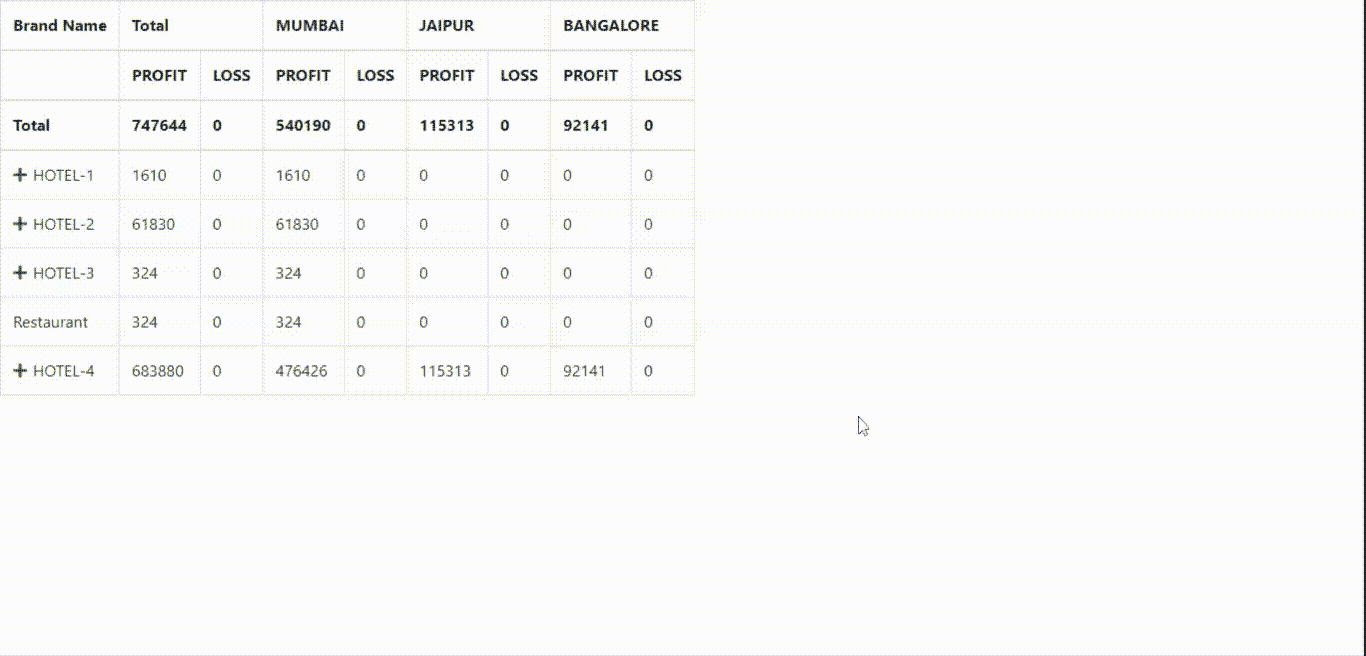 Brand Name Total MUMBAI JAIPUR BANGALORE
PROFIT LOSS PROFIT LOSS PROFIT LOSS PROFIT LOSS
Total 747644 0 540190 0 115313 0 92141 0
+ HOTEL-1 1610 0 1610 0 0 0 0 0
+ HOTEL-2 61830 0 61830 0 0 0 0 0
+ HOTEL-3 324 0 324 0 0 0 0 0
Restaurant 324 0 324 0 0 0 0 0
+ HOTEL-4 683880 0 476426 0 115313 0 92141 0